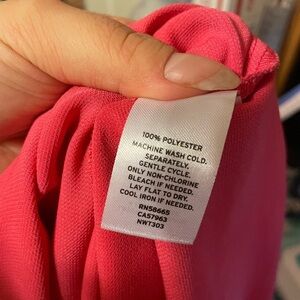 100% POLYESTER
MACHINE WASH COLD.
SEPARATELY.
GENTLE CYCLE.
ONLY NON-CHLORINE
BLEACH IF NEEDED.
LAY FLAT TO DRY.
COOL IRON IF NEEDED.
RN58665
CA57963
NWT303